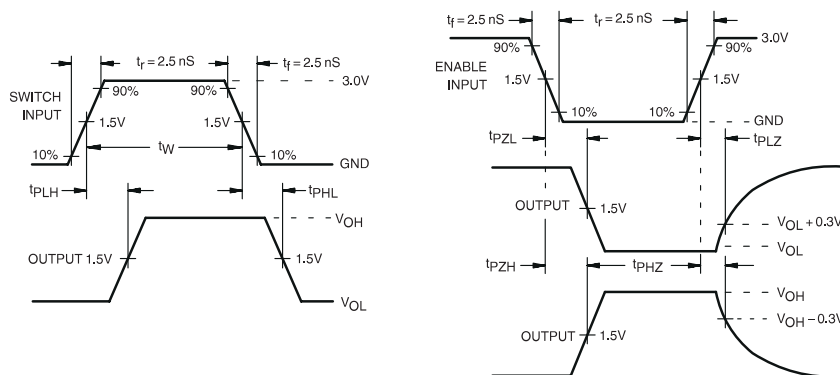 tr = 2.5 nS
tf = 2.5 nS
SWITCH
INPUT
90%
90%
3.0V
1.5V
1.5V
10%
tW
10%
GND
tPLH
tPHL
VOH
OUTPUT 1.5V
1.5V
VOL
tf = 2.5 nS
tr = 2.5 nS
90%
90%
3.0V
ENABLE
INPUT
1.5V
1.5V
10%
10%
GND
tPZL
tPLZ
OUTPUT
1.5V
VOL + 0.3V
VOL
tPZH
tPHZ
VOH
VOH – 0.3V
OUTPUT
1.5V